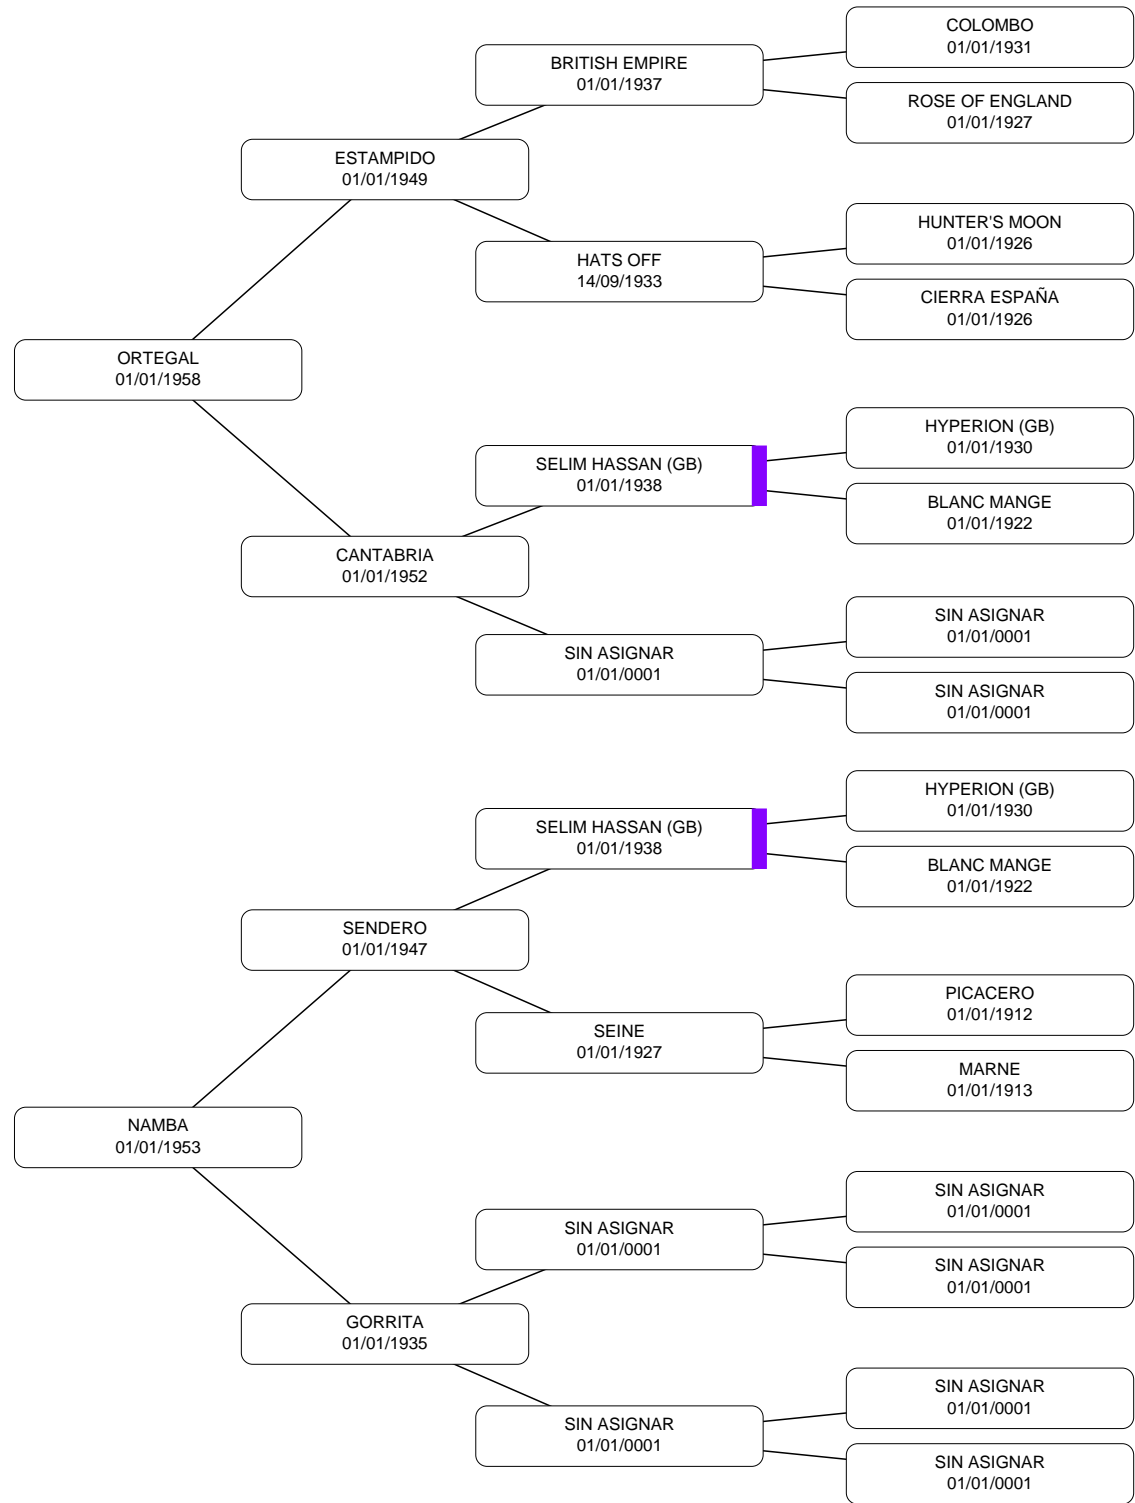 COLOMBO
01/01/1931
BRITISH EMPIRE
01/01/1937
ROSE OF ENGLAND
01/01/1927
ESTAMPIDO
01/01/1949
HUNTER'S MOON
01/01/1926
HATS OFF
14/09/1933
CIERRA ESPAÑA
01/01/1926
ORTEGAL
01/01/1958
HYPERION (GB)
01/01/1930
SELIM HASSAN (GB)
01/01/1938
BLANC MANGE
01/01/1922
CANTABRIA
01/01/1952
SIN ASIGNAR
01/01/0001
SIN ASIGNAR
01/01/0001
SIN ASIGNAR
01/01/0001
HYPERION (GB)
01/01/1930
SELIM HASSAN (GB)
01/01/1938
BLANC MANGE
01/01/1922
SENDERO
01/01/1947
PICACERO
01/01/1912
SEINE
01/01/1927
MARNE
01/01/1913
NAMBA
01/01/1953
SIN ASIGNAR
01/01/0001
SIN ASIGNAR
01/01/0001
SIN ASIGNAR
01/01/0001
GORRITA
01/01/1935
SIN ASIGNAR
01/01/0001
SIN ASIGNAR
01/01/0001
SIN ASIGNAR
01/01/0001